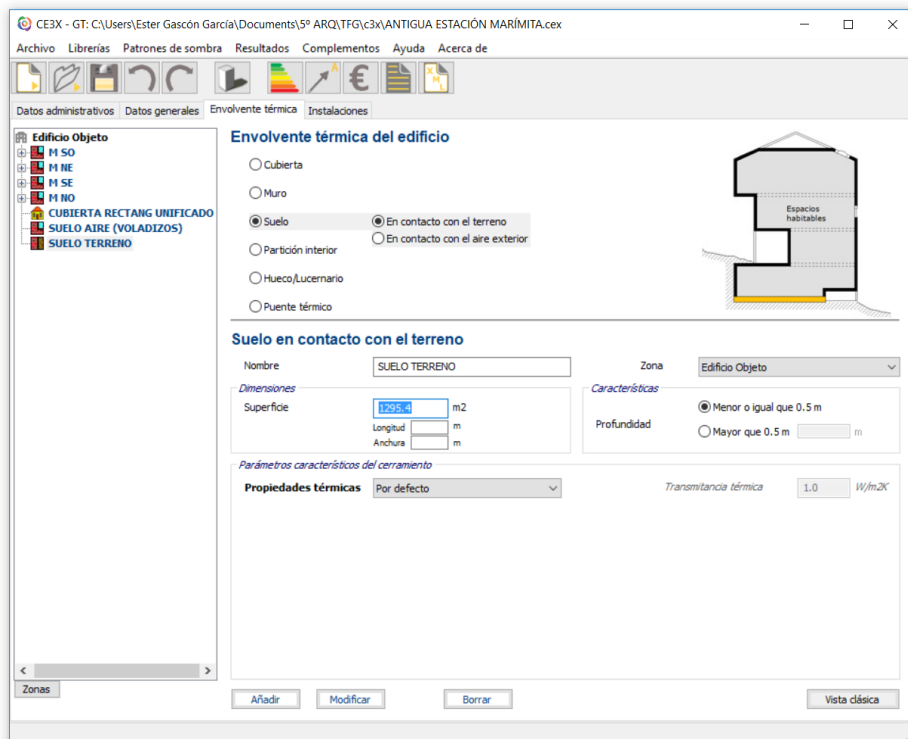 CE3X - GT: C:\Users\Ester Gascón García\Documents\5º ARQ\TFG\c3x\ANTIGUA ESTACIÓN MARÍMITA.cex
Archivo Librerías Patrones de sombra Resultados Complementos Ayuda Acerca de
Datos administrativos Datos generales Envolvente térmica Instalaciones
Edificio Objeto
M SO
M NE
M SE
M NO
CUBIERTA RECTANG UNIFICADO
SUELO AIRE (VOLADIZOS)
SUELO TERRENO
Zonas
Envolvente térmica del edificio
Cubierta
Muro
Suelo En contacto con el terreno
En contacto con el aire exterior
Partición interior
Hueco/Lucernario
Puente térmico
Espacios
habitables
Suelo en contacto con el terreno
Nombre SUELO TERRENO Zona Edificio Objeto
Dimensiones
Superficie 1295.4 m2
Longitud m
Anchura m
Características
Profundidad
Menor o igual que 0.5 m
Mayor que 0.5 m m
Parámetros característicos del cerramiento
Propiedades térmicas Por defecto Transmitancia térmica 1.0 W/m2K
Añadir Modificar Borrar Vista clásica